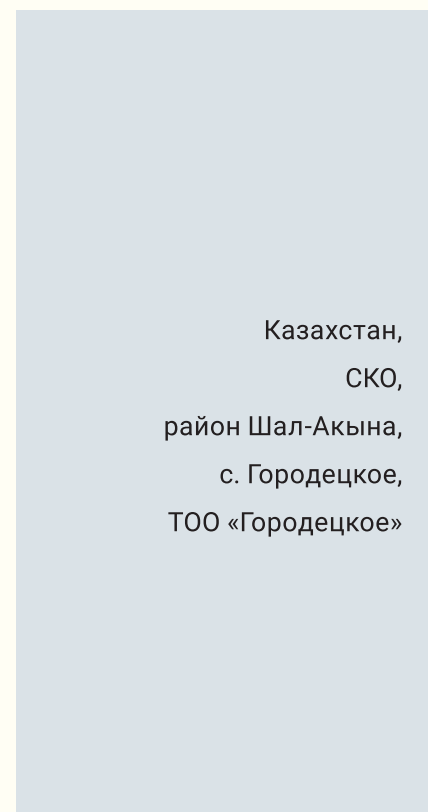 Казахстан,
СКО,
район Шал-Акына,
с. Городецкое,
ТОО «Городецкое»